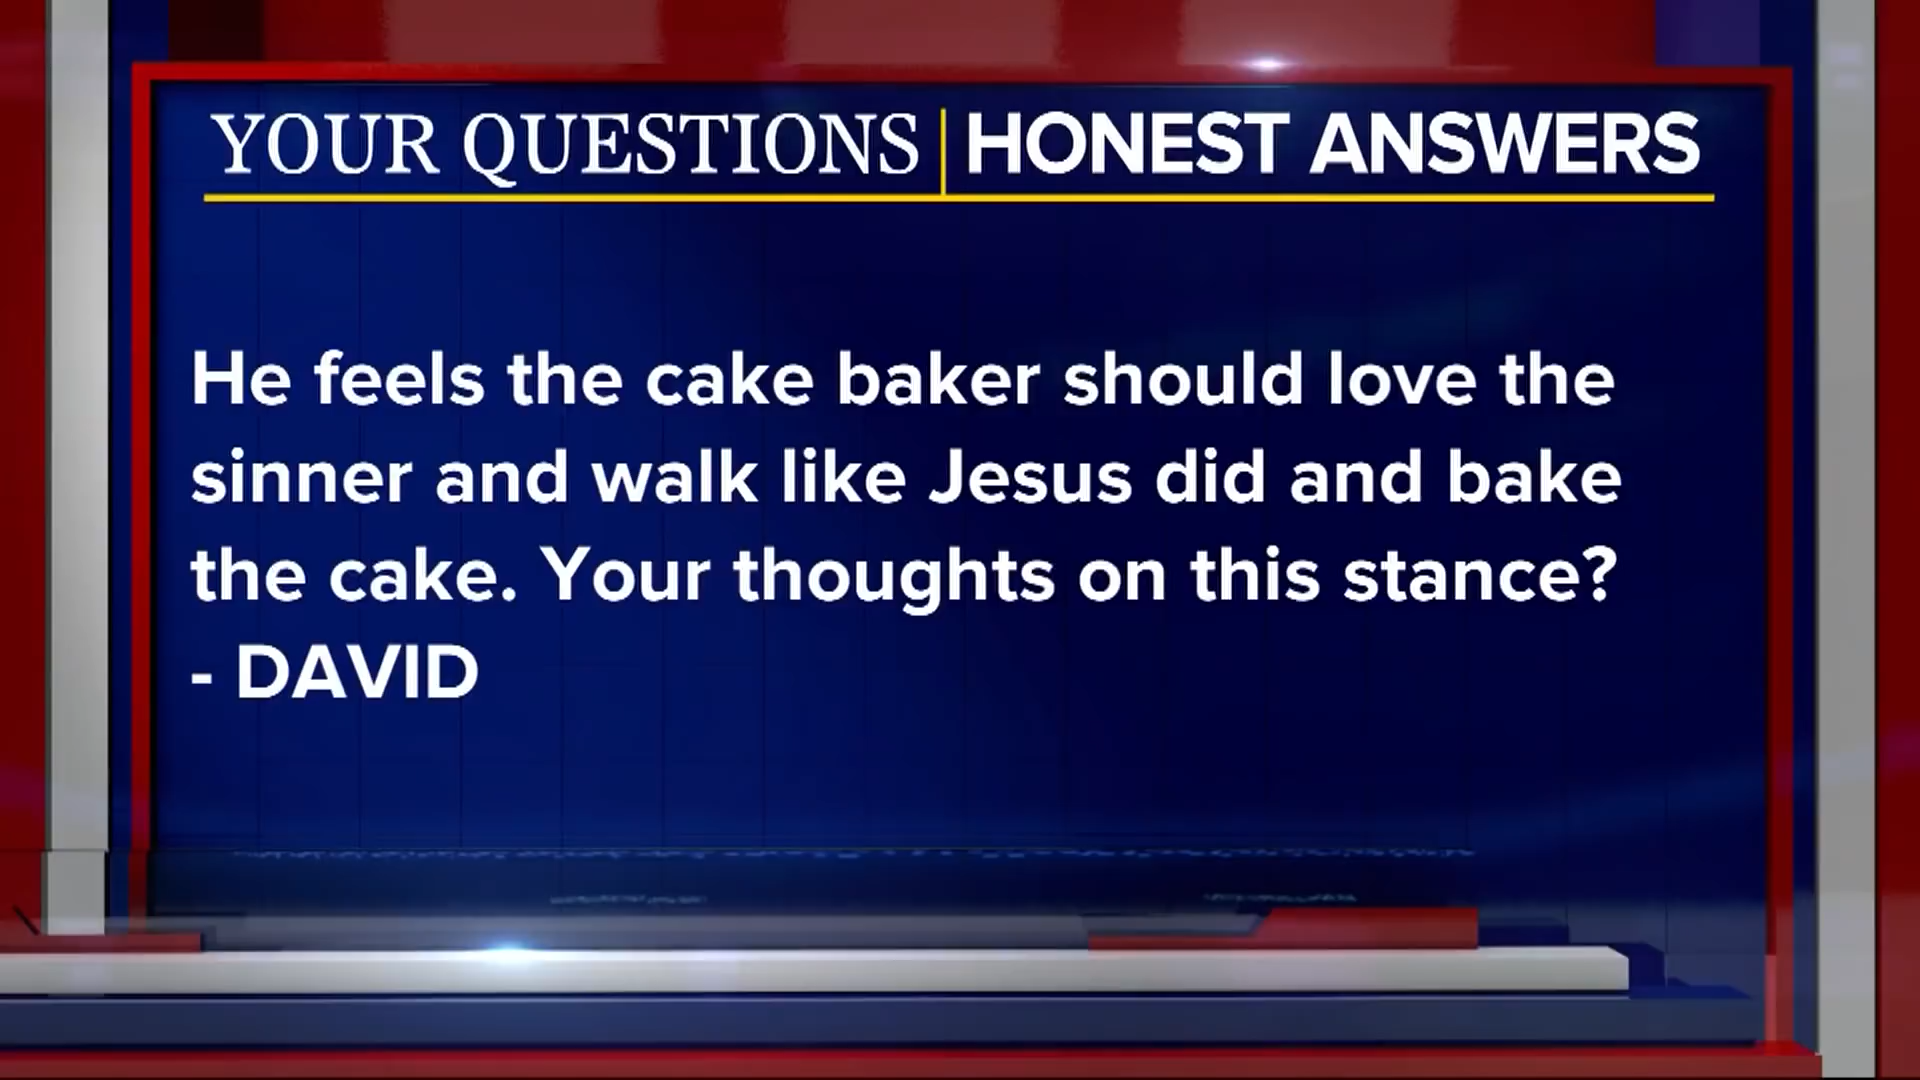 YOUR QUESTIONS | HONEST ANSWERS
He feels the cake baker should love the
sinner and walk like Jesus did and bake
the cake. Your thoughts on this stance?
- DAVID